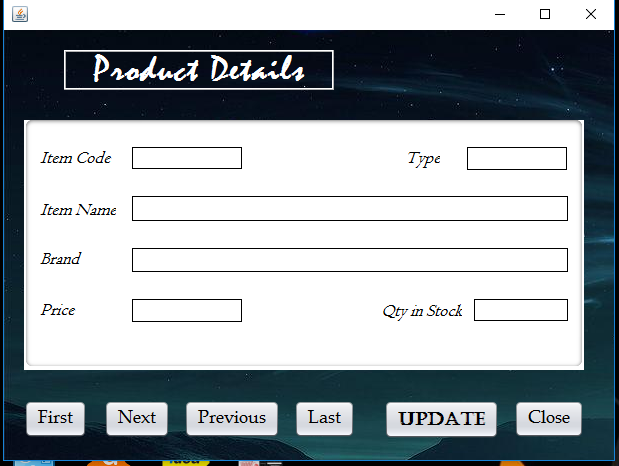 Product Details
Item Code Type
Item Name
Brand
Price Qty in Stock
First Next Previous Last UPDATE Close